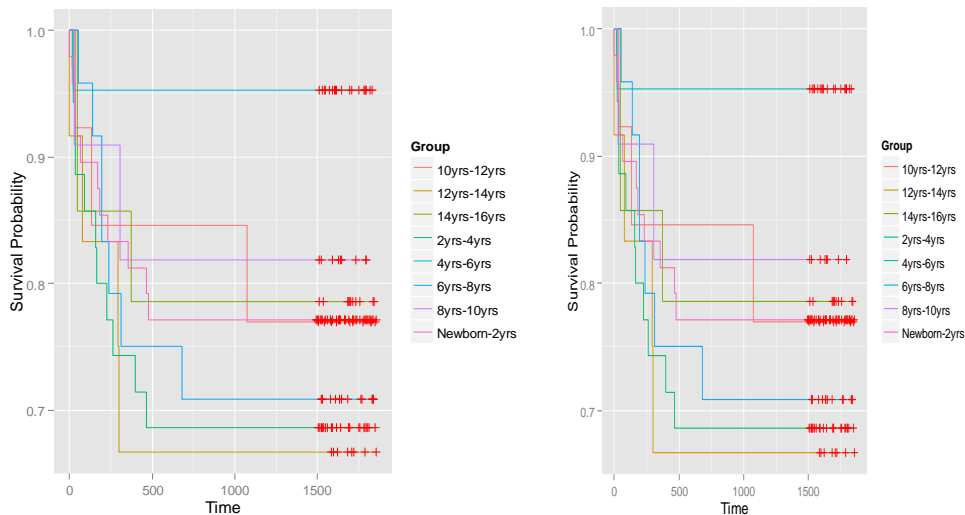 1.0
0.9
0.8
0.7
Survival Probability
0 500 1000 1500
Time
Group
10yrs-12yrs
12yrs-14yrs
14yrs-16yrs
2yrs-4yrs
4yrs-6yrs
6yrs-8yrs
8yrs-10yrs
Newborn-2yrs
1.0
0.9
0.8
0.7
Survival Probability
0 500 1000 1500
Time
Group
10yrs-12yrs
12yrs-14yrs
14yrs-16yrs
2yrs-4yrs
4yrs-6yrs
6yrs-8yrs
8yrs-10yrs
Newborn-2yrs